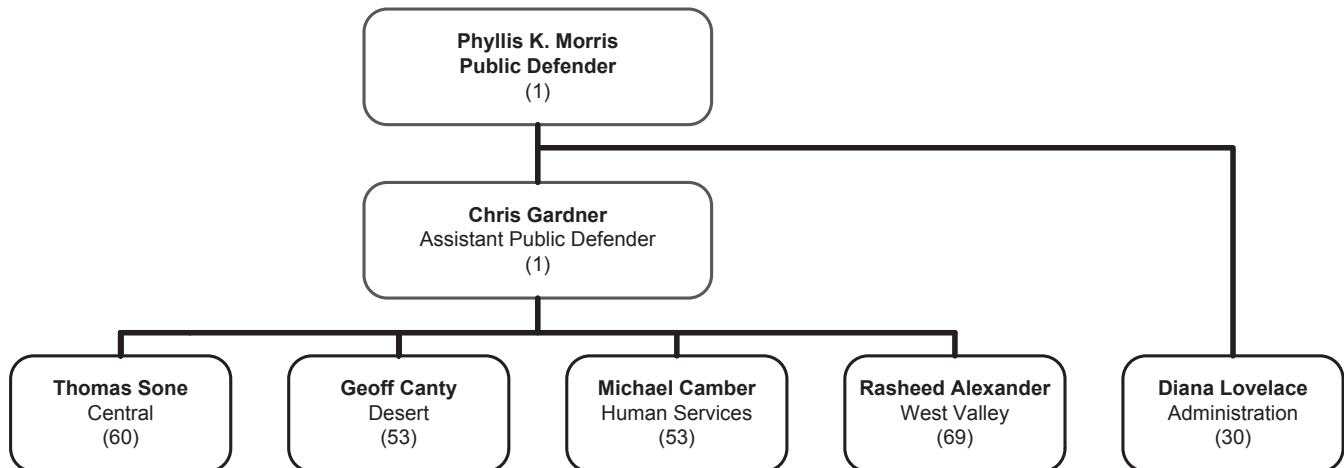 Phyllis K. Morris
Public Defender
(1)
Chris Gardner
Assistant Public Defender
(1)
Thomas Sone
Central
(60)
Geoff Canty
Desert
(53)
Michael Camber
Human Services
(53)
Rasheed Alexander
West Valley
(69)
Diana Lovelace
Administration
(30)